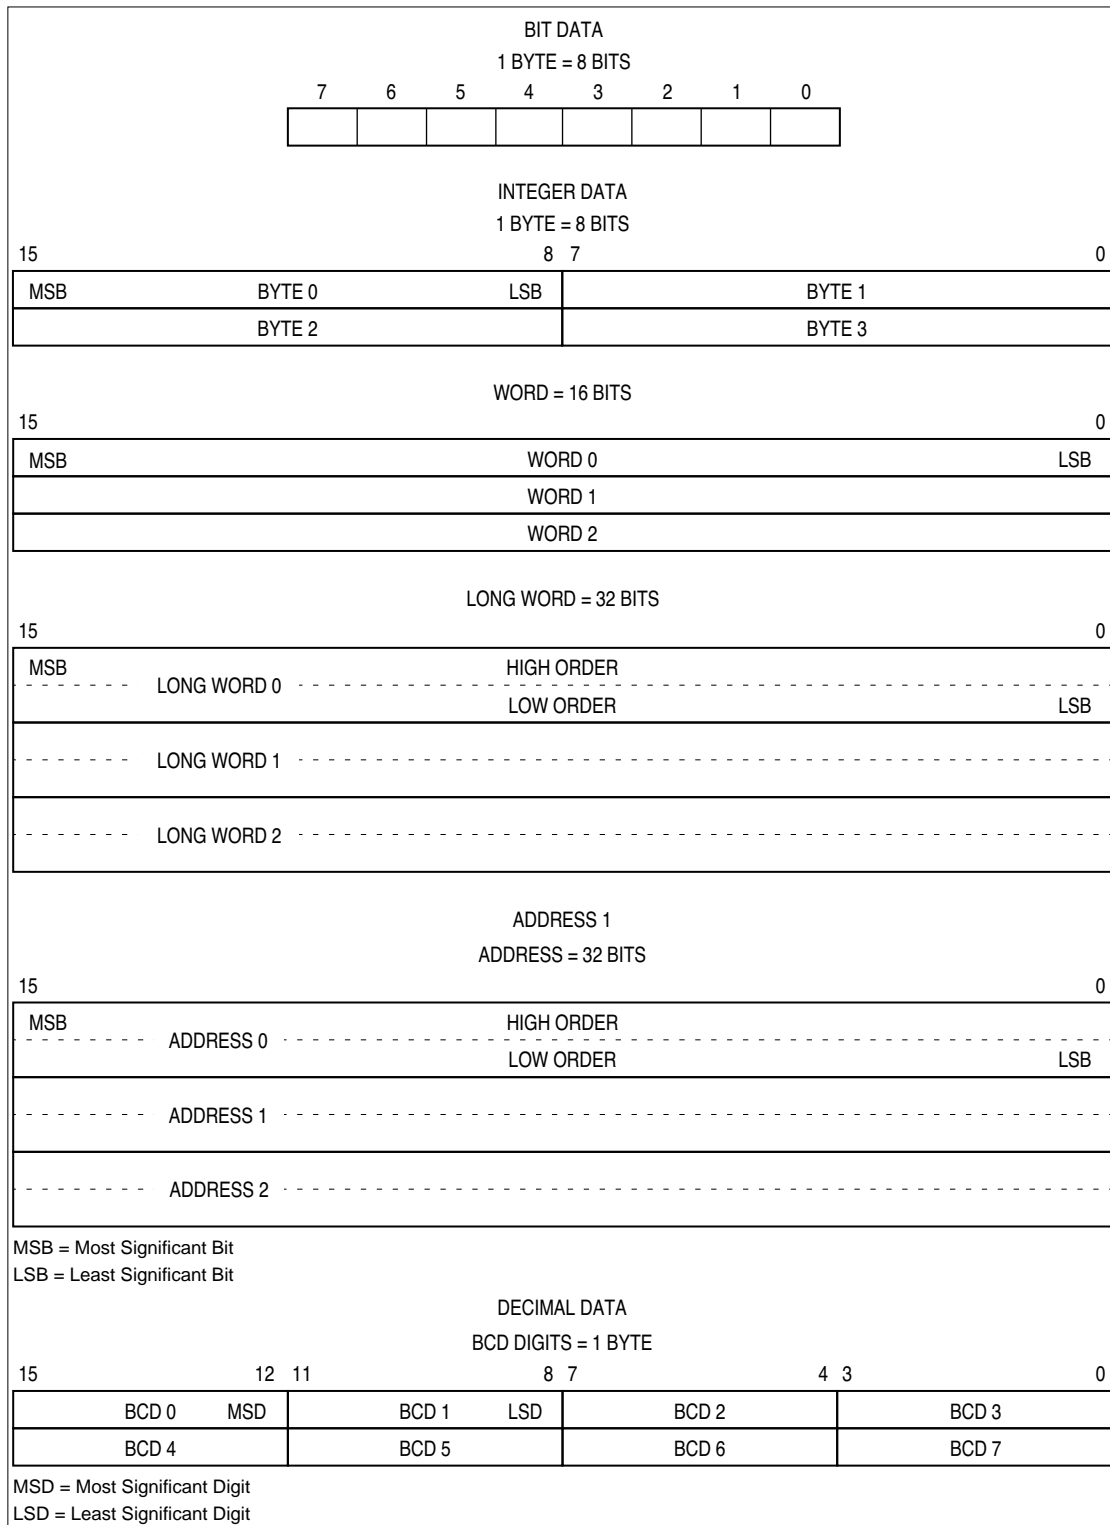 BIT DATA
1 BYTE = 8 BITS
7 6 5 4 3 2 1 0
INTEGER DATA
1 BYTE = 8 BITS
15 8 7 0
MSB BYTE 0 LSB BYTE 1
BYTE 2 BYTE 3
WORD = 16 BITS
15 0
MSB WORD 0 LSB
WORD 1
WORD 2
LONG WORD = 32 BITS
15 0
MSB HIGH ORDER
LONG WORD 0
LOW ORDER LSB
LONG WORD 1
LONG WORD 2
ADDRESS 1
ADDRESS = 32 BITS
15 0
MSB HIGH ORDER
ADDRESS 0
LOW ORDER LSB
ADDRESS 1
ADDRESS 2
MSB = Most Significant Bit
LSB = Least Significant Bit
DECIMAL DATA
BCD DIGITS = 1 BYTE
15 12 11 8 7 4 3 0
BCD 0 MSD BCD 1 LSD BCD 2 BCD 3
BCD 4 BCD 5 BCD 6 BCD 7
MSD = Most Significant Digit
LSD = Least Significant Digit